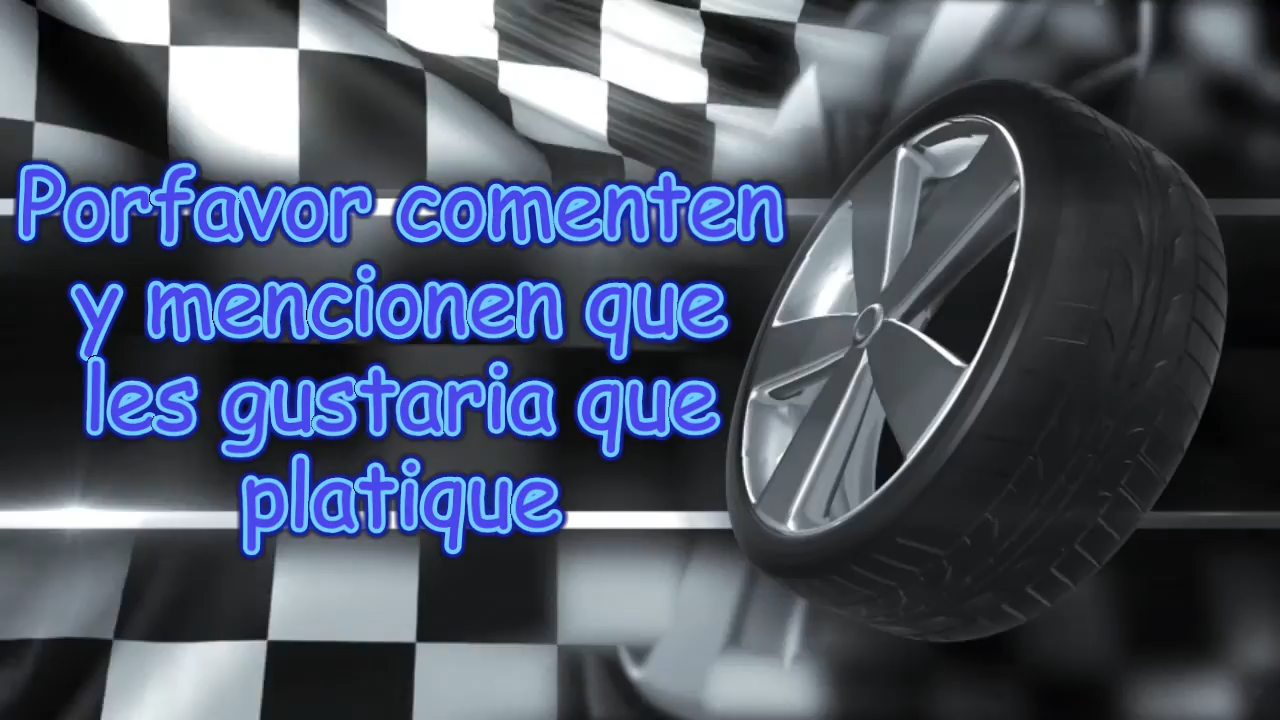 Porfavor comenten
y mencionen que
les gustaria que
platique